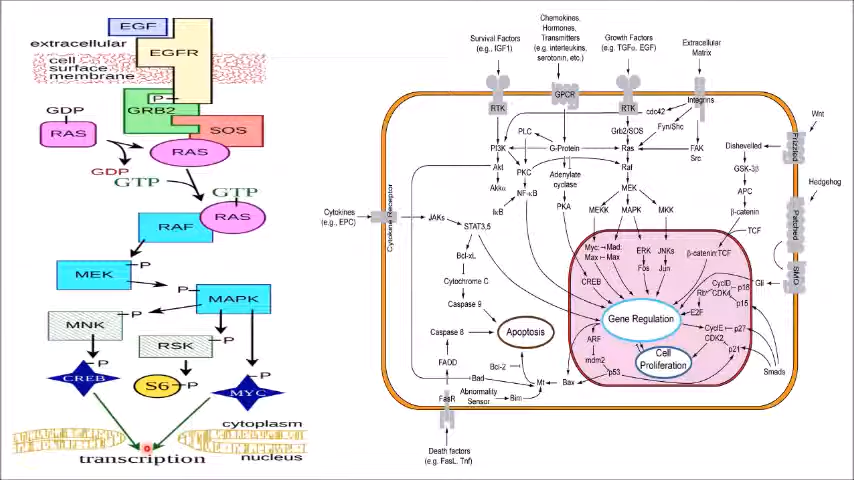 EGF
extracellular
EGFR
cell
surface
membrane
P
GRB2
SOS
GDP
RAS
RAS
GDP
GTP
GTP
RAS
RAF
MEK
P
P
MAPK
MNK
P
RSK
P
P
CREB
P
S6
P
MYC
cytoplasm
transcription
nucleus
Survival Factors
(e.g., IGF1)
Chemokines,
Hormones,
Transmitters
(e.g. interleukins,
serotonin, etc.)
Growth Factors
(e.g. TGFα, EGF)
Extracellular
Matrix
RTK
GPCR
RTK
Integrins
cdc42
Wnt
PLC
Grb2/SOS
Fyn/Shc
PI3K
G-Protein
Ras
FAK
Src
Dishevelled
Frizzled
Akt
PKC
Adenylate
cyclase
Raf
GSK-3β
Akkα
NF-κB
MEK
APC
Hedgehog
IκB
PKA
MEKK
MAPK
MKK
β-catenin
Cytokines
(e.g., EPC)
Cytokine Receptor
JAKs
STAT3,5
TCF
Patched
Myc:
Mad:
Max
Max
ERK
JNKs
Fos
Jun
β-catenin:TCF
Bcl-xL
SMO
Gli
Cytochrome C
CREB
CyclD
Rb
CDK4
p16
p15
Caspase 9
E2F
Gene Regulation
Caspase 8
Apoptosis
CyclE
p27
CDK2
ARF
p21
mdm2
Cell
Proliferation
FADD
Bcl-2
p53
Smads
Bad
Mt
Bax
FasR
Abnormality
Sensor
Bim
Death factors
(e.g. FasL, Tnf)